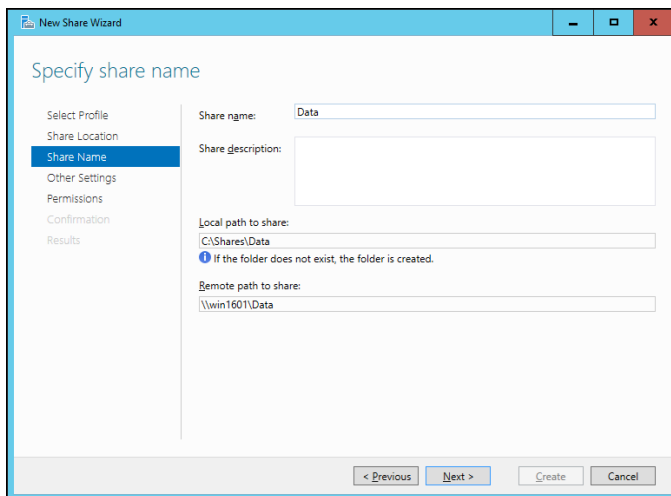 New Share Wizard
Specify share name
Select Profile
Share Location
Share Name
Other Settings
Permissions
Confirmation
Results
Share name:
Data
Share description:
Local path to share:
C:\Shares\Data
If the folder does not exist, the folder is created.
Remote path to share:
\\win1601\Data
< Previous
Next >
Create
Cancel